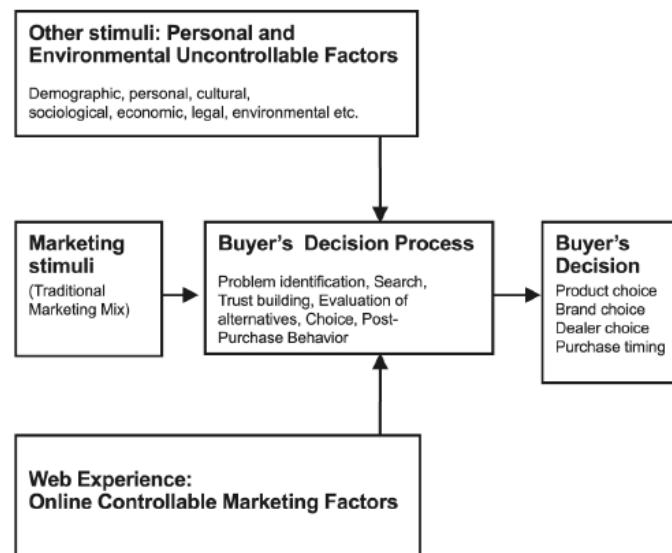 Other stimuli: Personal and
Environmental Uncontrollable Factors
Demographic, personal, cultural,
sociological, economic, legal, environmental etc.
Marketing
stimuli
(Traditional
Marketing Mix)
Buyer's Decision Process
Problem identification, Search,
Trust building, Evaluation of
alternatives, Choice, Post-
Purchase Behavior
Buyer's
Decision
Product choice
Brand choice
Dealer choice
Purchase timing
Web Experience:
Online Controllable Marketing Factors